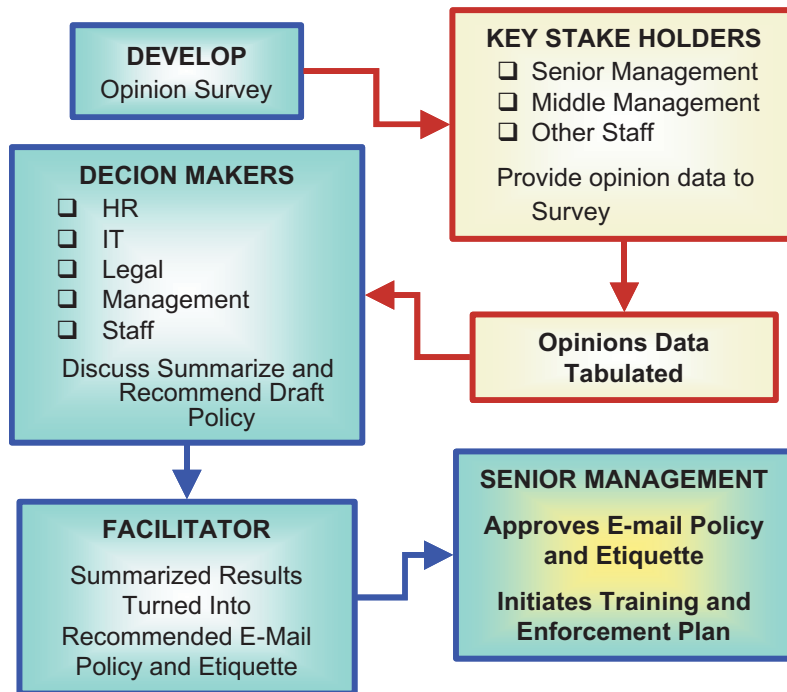 DEVELOP
Opinion Survey
KEY STAKE HOLDERS
❑ Senior Management
❑ Middle Management
❑ Other Staff
Provide opinion data to
Survey
Opinions Data
Tabulated
DECION MAKERS
❑ HR
❑ IT
❑ Legal
❑ Management
❑ Staff
Discuss Summarize and
Recommend Draft
Policy
FACILITATOR
Summarized Results
Turned Into
Recommended E-Mail
Policy and Etiquette
SENIOR MANAGEMENT
Approves E-mail Policy
and Etiquette
Initiates Training and
Enforcement Plan